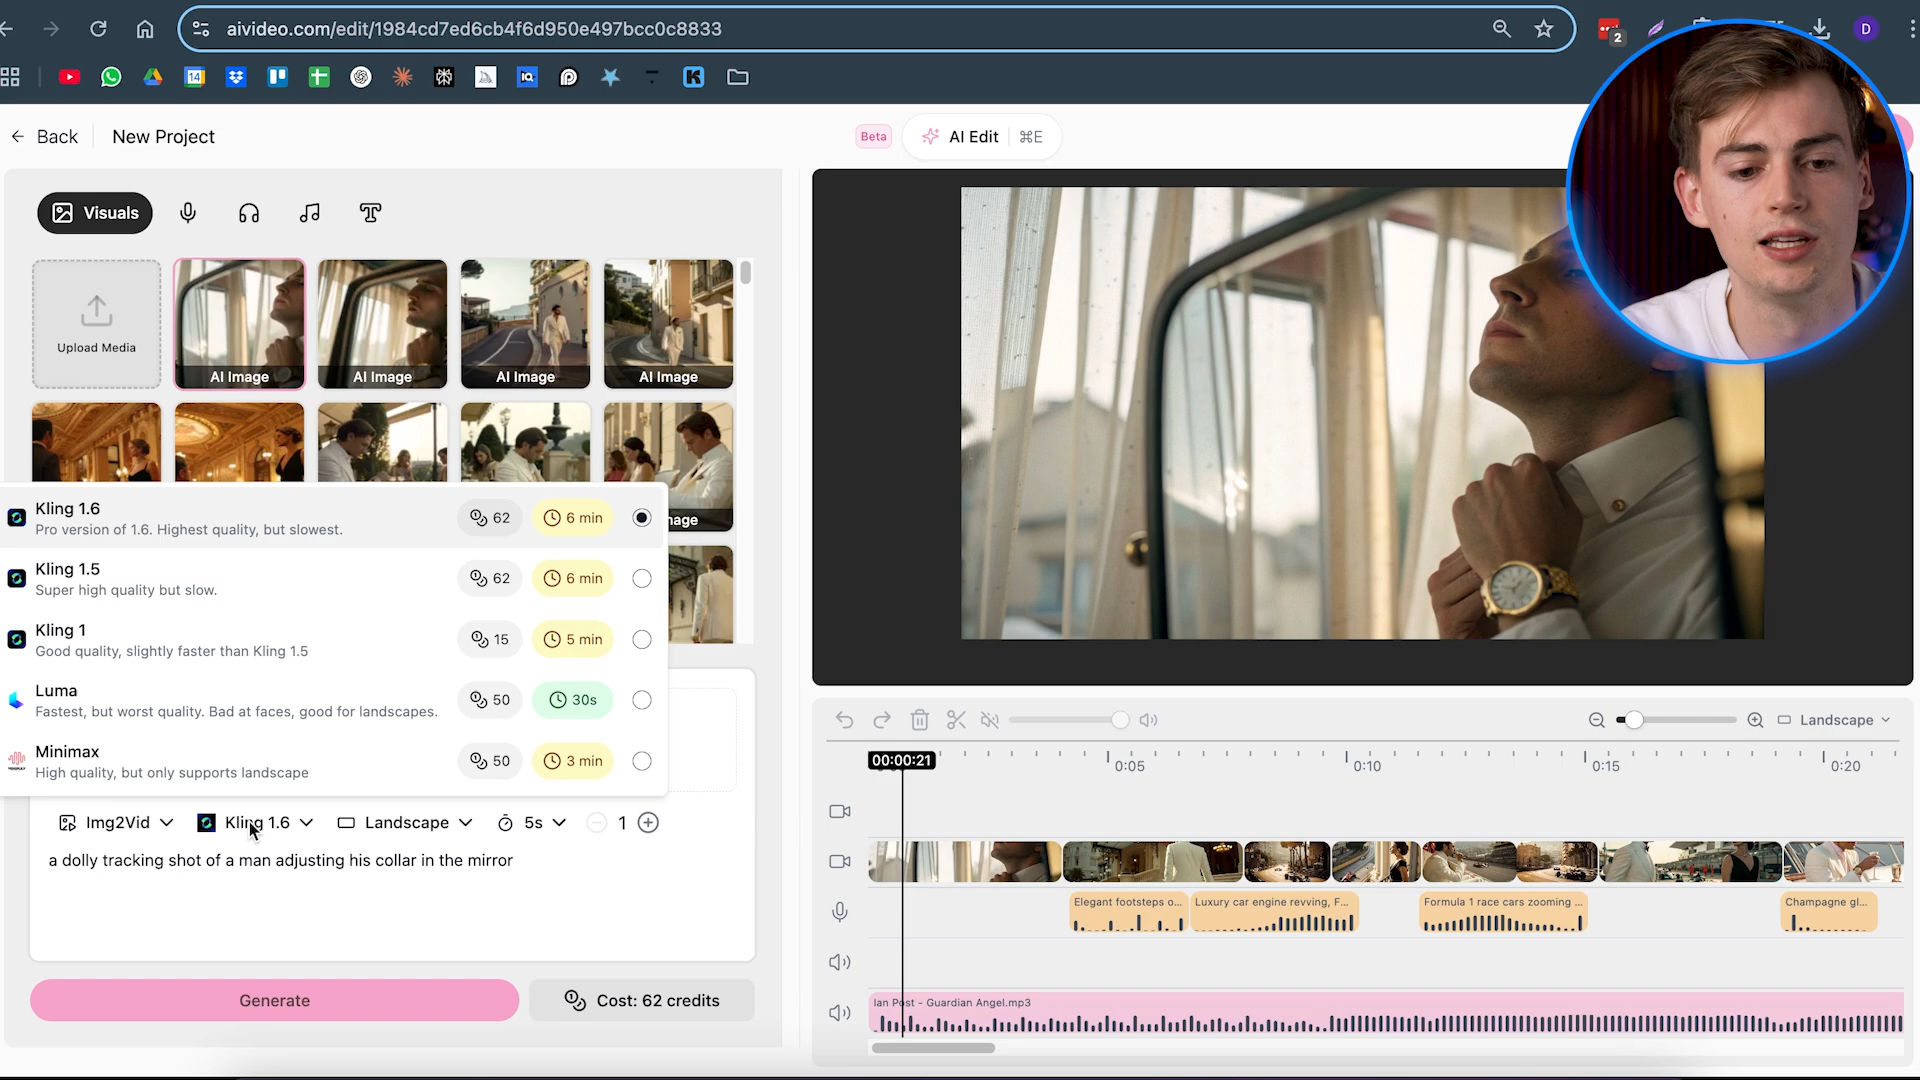 aivideo.com/edit/1984cd7ed6cb4f6d950e497bcc0c8833
D
2
14
IQ
K
Back
New Project
Beta
AI Edit
⌘E
Visuals
Upload Media
AI Image
AI Image
AI Image
AI Image
Kling 1.6
Pro version of 1.6. Highest quality, but slowest.
62
6 min
Kling 1.5
Super high quality but slow.
62
6 min
Kling 1
Good quality, slightly faster than Kling 1.5
15
5 min
Luma
Fastest, but worst quality. Bad at faces, good for landscapes.
50
30s
Minimax
High quality, but only supports landscape
50
3 min
Img2Vid
Kling 1.6
Landscape
5s
1
a dolly tracking shot of a man adjusting his collar in the mirror
Generate
Cost: 62 credits
Landscape
00:00:21
0:05
0:10
0:15
0:20
Elegant footsteps o...
Luxury car engine revving, F...
Formula 1 race cars zooming ...
Champagne gl...
Ian Post - Guardian Angel.mp3